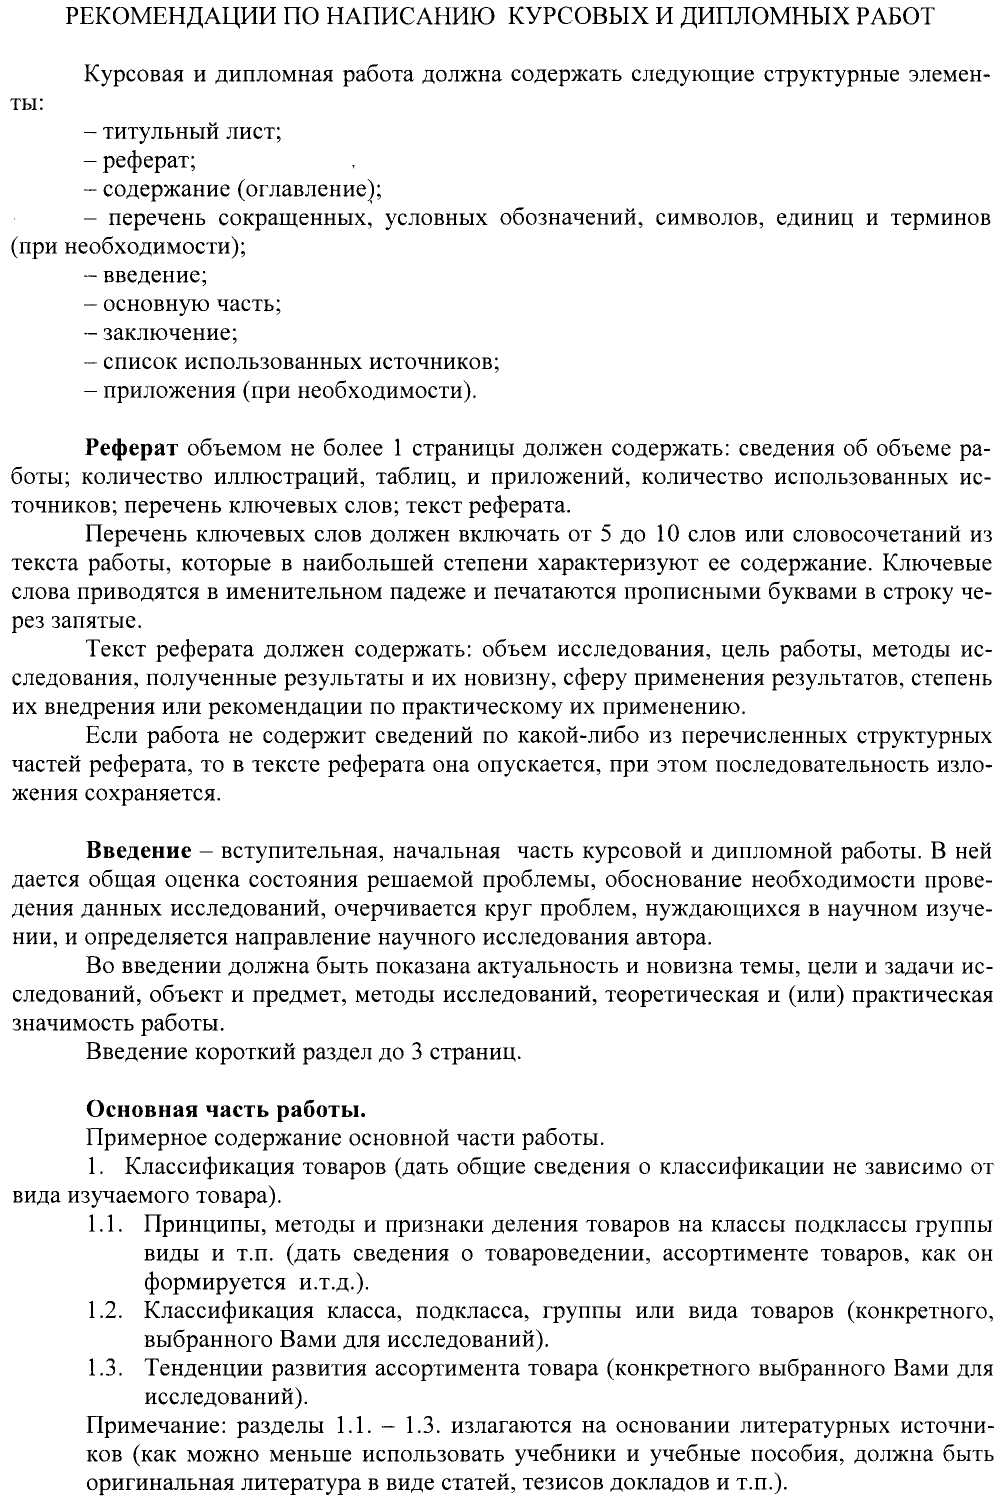 РЕКОМЕНДАЦИИ ПО НАПИСАНИЮ КУРСОВЫХ И ДИПЛОМНЫХ РАБОТ
Курсовая и дипломная работа должна содержать следующие структурные элемен-
ты:
– титульный лист;
– реферат;
– содержание (оглавление);
– перечень сокращенных, условных обозначений, символов, единиц и терминов
(при необходимости);
– введение;
– основную часть;
– заключение;
– список использованных источников;
– приложения (при необходимости).
Реферат объемом не более 1 страницы должен содержать: сведения об объеме ра-
боты; количество иллюстраций, таблиц, и приложений, количество использованных ис-
точников; перечень ключевых слов; текст реферата.
Перечень ключевых слов должен включать от 5 до 10 слов или словосочетаний из
текста работы, которые в наибольшей степени характеризуют ее содержание. Ключевые
слова приводятся в именительном падеже и печатаются прописными буквами в строку че-
рез запятые.
Текст реферата должен содержать: объем исследования, цель работы, методы ис-
следования, полученные результаты и их новизну, сферу применения результатов, степень
их внедрения или рекомендации по практическому их применению.
Если работа не содержит сведений по какой-либо из перечисленных структурных
частей реферата, то в тексте реферата она опускается, при этом последовательность изло-
жения сохраняется.
Введение – вступительная, начальная часть курсовой и дипломной работы. В ней
дается общая оценка состояния решаемой проблемы, обоснование необходимости прове-
дения данных исследований, очерчивается круг проблем, нуждающихся в научном изуче-
нии, и определяется направление научного исследования автора.
Во введении должна быть показана актуальность и новизна темы, цели и задачи ис-
следований, объект и предмет, методы исследований, теоретическая и (или) практическая
значимость работы.
Введение короткий раздел до 3 страниц.
Основная часть работы.
Примерное содержание основной части работы.
1. Классификация товаров (дать общие сведения о классификации не зависимо от
вида изучаемого товара).
1.1. Принципы, методы и признаки деления товаров на классы подклассы группы
виды и т.п. (дать сведения о товароведении, ассортименте товаров, как он
формируется и.т.д.).
1.2. Классификация класса, подкласса, группы или вида товаров (конкретного,
выбранного Вами для исследований).
1.3. Тенденции развития ассортимента товара (конкретного выбранного Вами для
исследований).
Примечание: разделы 1.1. – 1.3. излагаются на основании литературных источни-
ков (как можно меньше использовать учебники и учебные пособия, должна быть
оригинальная литература в виде статей, тезисов докладов и т.п.).